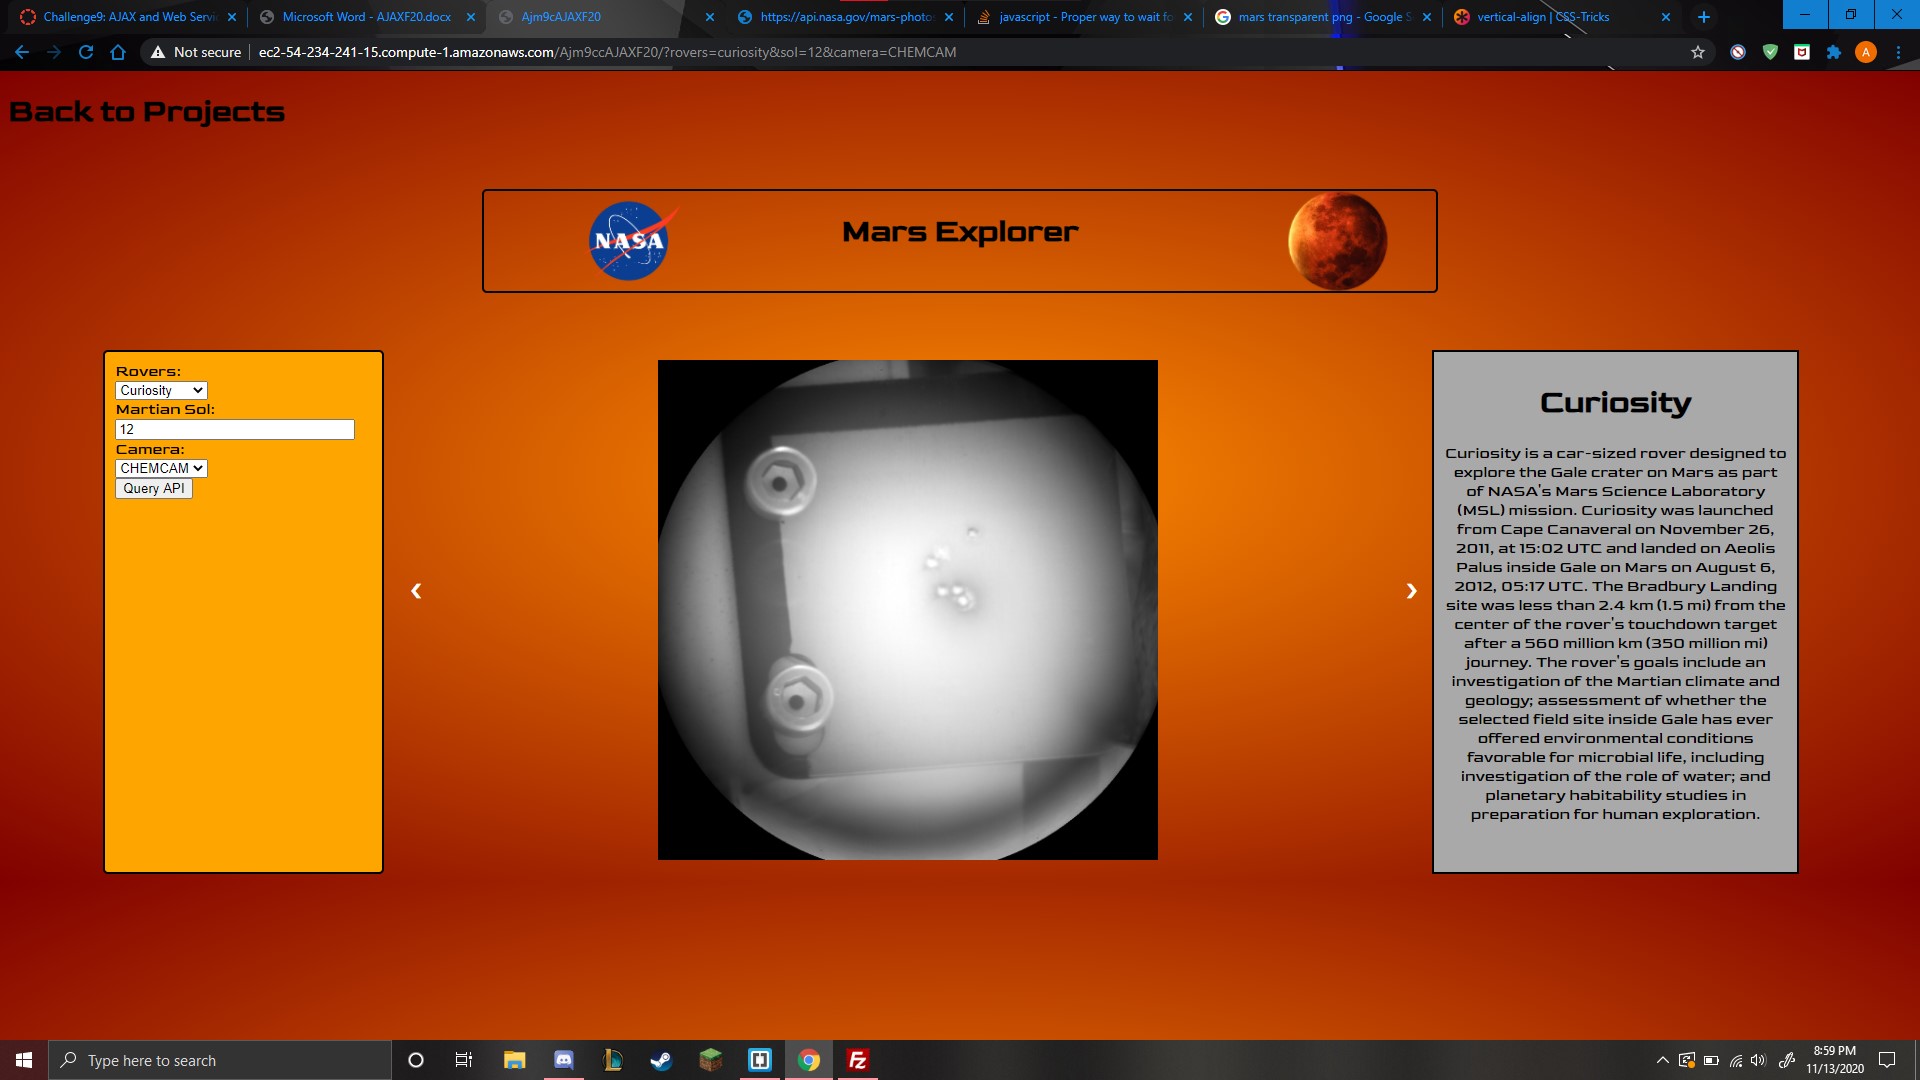 Challenge9: AJAX and Web Servi
Microsoft Word - AJAXF20.docx
Ajm9cAJAXF20
https://api.nasa.gov/mars-photo
javascript - Proper way to wait fo
mars transparent png - Google S
vertical-align | CSS-Tricks
Not secure
ec2-54-234-241-15.compute-1.amazonaws.com/Ajm9ccAJAXF20/?rovers=curiosity&sol=12&camera=CHEMCAM
A
Back to Projects
NASA
Mars Explorer
Rovers:
Curiosity
Martian Sol:
12
Camera:
CHEMCAM
Query API
‹
›
Curiosity
Curiosity is a car-sized rover designed to
explore the Gale crater on Mars as part
of NASA's Mars Science Laboratory
(MSL) mission. Curiosity was launched
from Cape Canaveral on November 26,
2011, at 15:02 UTC and landed on Aeolis
Palus inside Gale on Mars on August 6,
2012, 05:17 UTC. The Bradbury Landing
site was less than 2.4 km (1.5 mi) from the
center of the rover's touchdown target
after a 560 million km (350 million mi)
journey. The rover's goals include an
investigation of the Martian climate and
geology; assessment of whether the
selected field site inside Gale has ever
offered environmental conditions
favorable for microbial life, including
investigation of the role of water; and
planetary habitability studies in
preparation for human exploration.
Type here to search
Fz
8:59 PM
11/13/2020